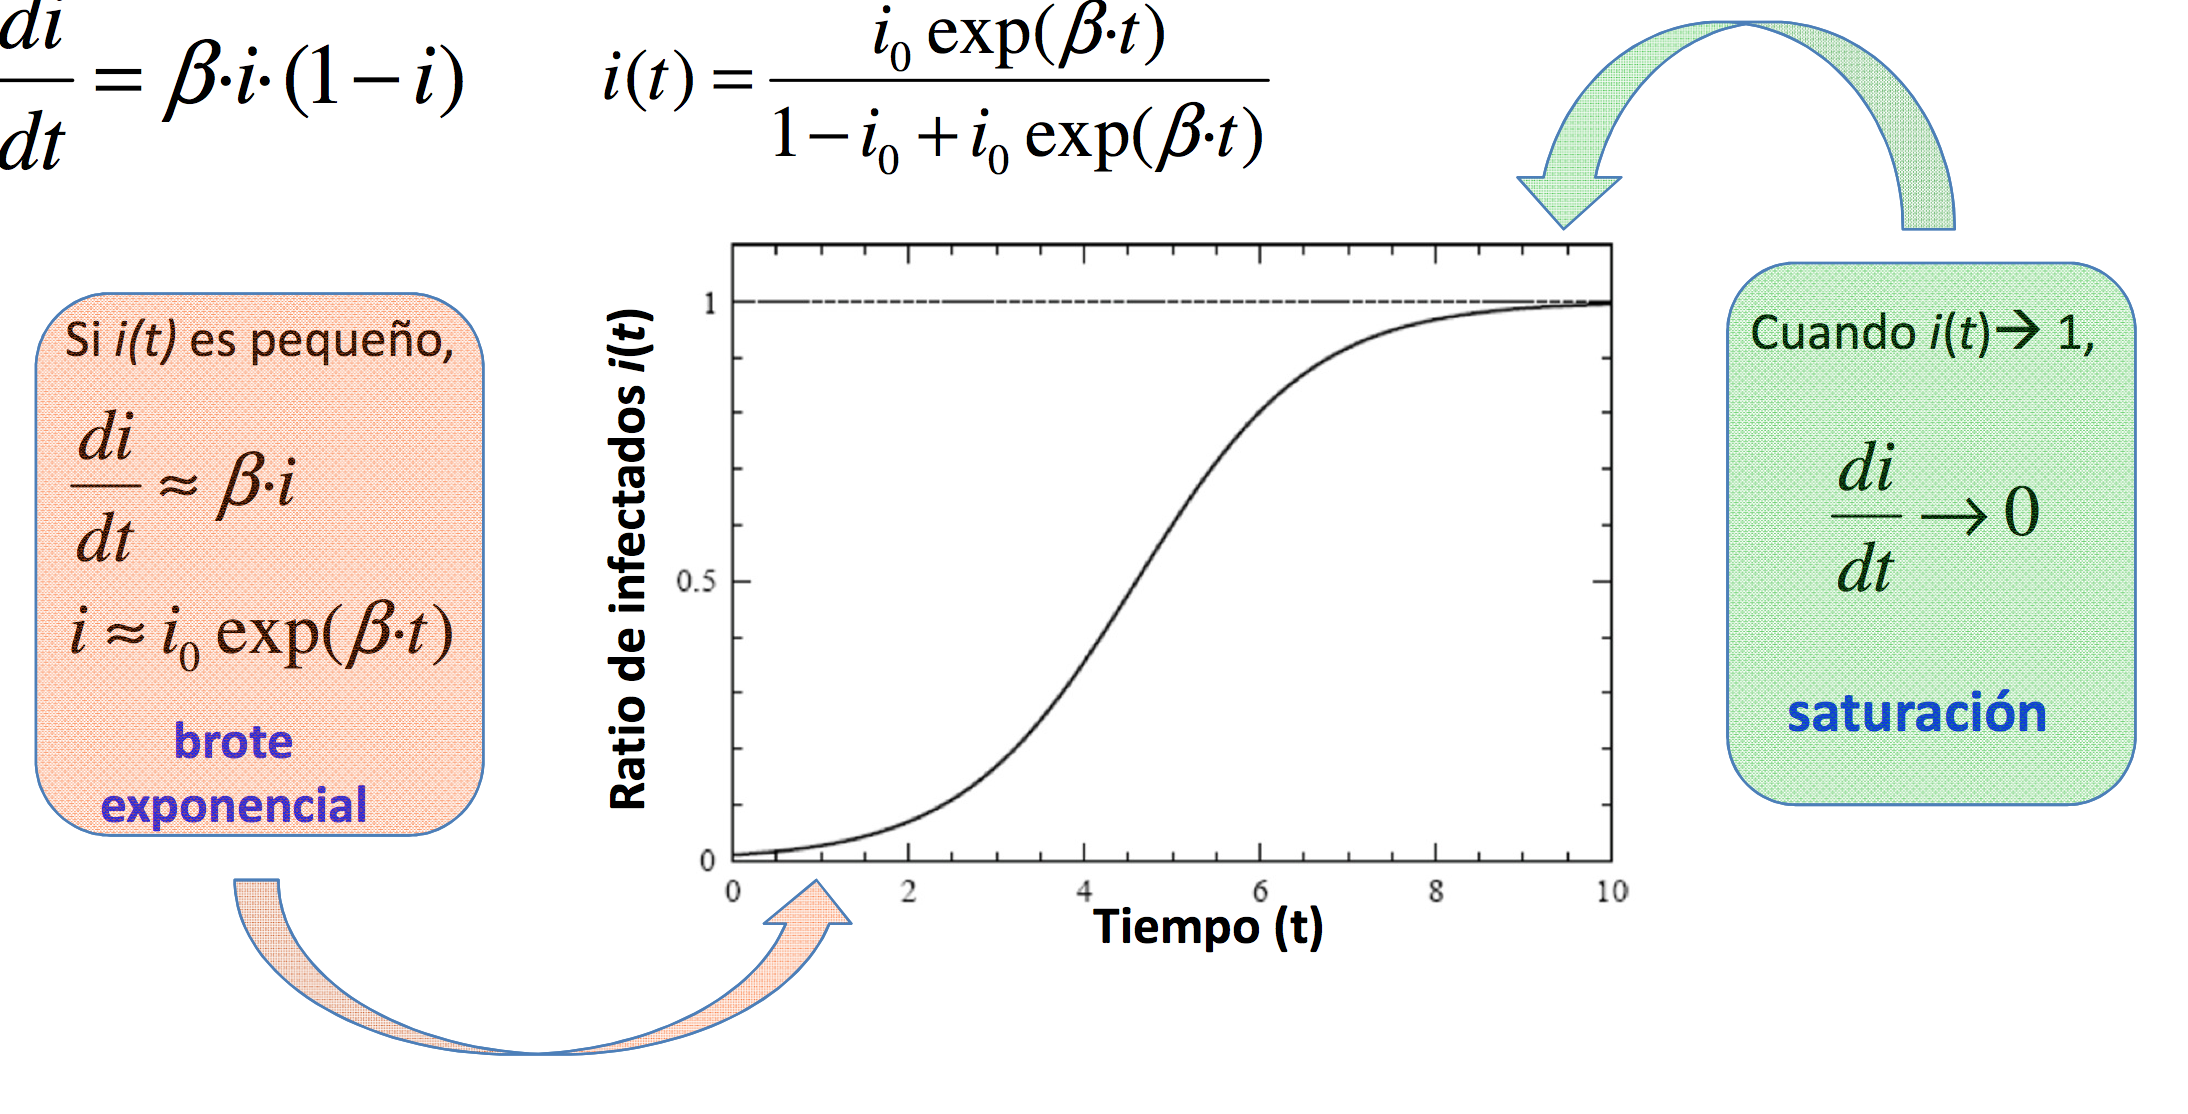 di/dt = β·i·(1−i)
i(t) = i₀ exp(β·t) / (1−i₀ + i₀ exp(β·t))
Si i(t) es pequeño,
di/dt ≈ β·i
i ≈ i₀ exp(β·t)
brote
exponencial
Ratio de infectados i(t)
1
0.5
0
0 2 4 6 8 10
Tiempo (t)
Cuando i(t)→ 1,
di/dt → 0
saturación